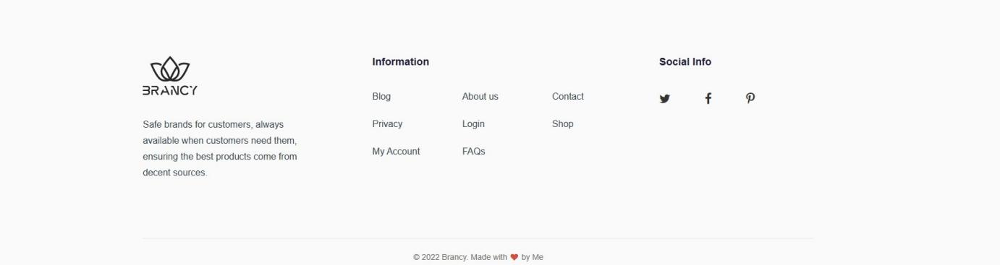 BRANCY
Safe brands for customers, always
available when customers need them,
ensuring the best products come from
decent sources.
Information
Blog About us Contact
Privacy Login Shop
My Account FAQs
Social Info
© 2022 Brancy. Made with ❤ by Me